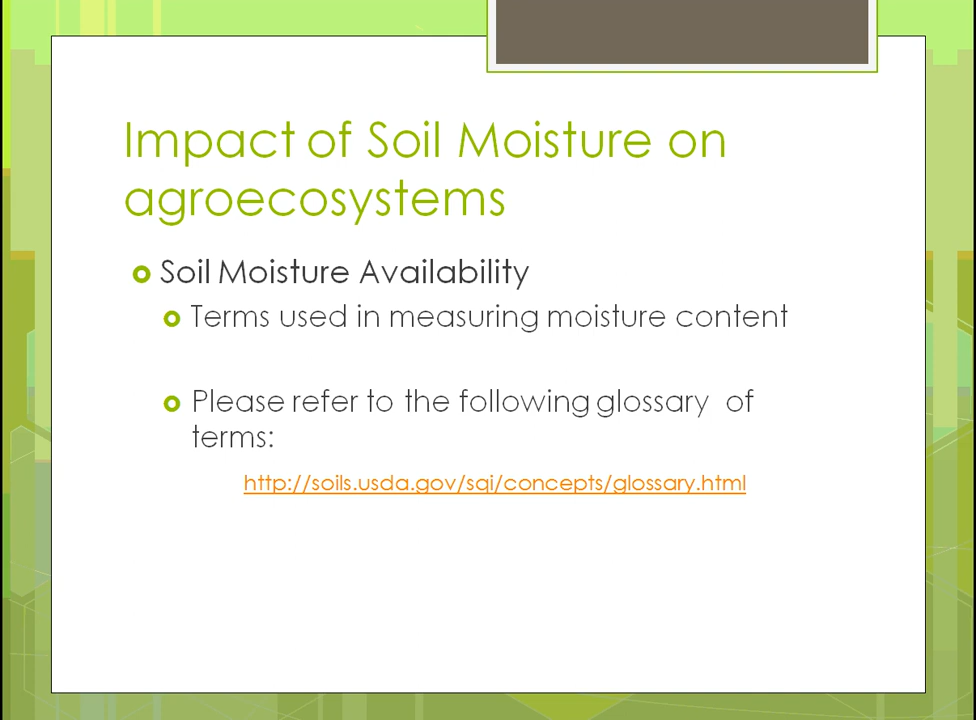 Impact of Soil Moisture on
agroecosystems
Soil Moisture Availability
Terms used in measuring moisture content
Please refer to the following glossary of
terms:
http://soils.usda.gov/sqi/concepts/glossary.html